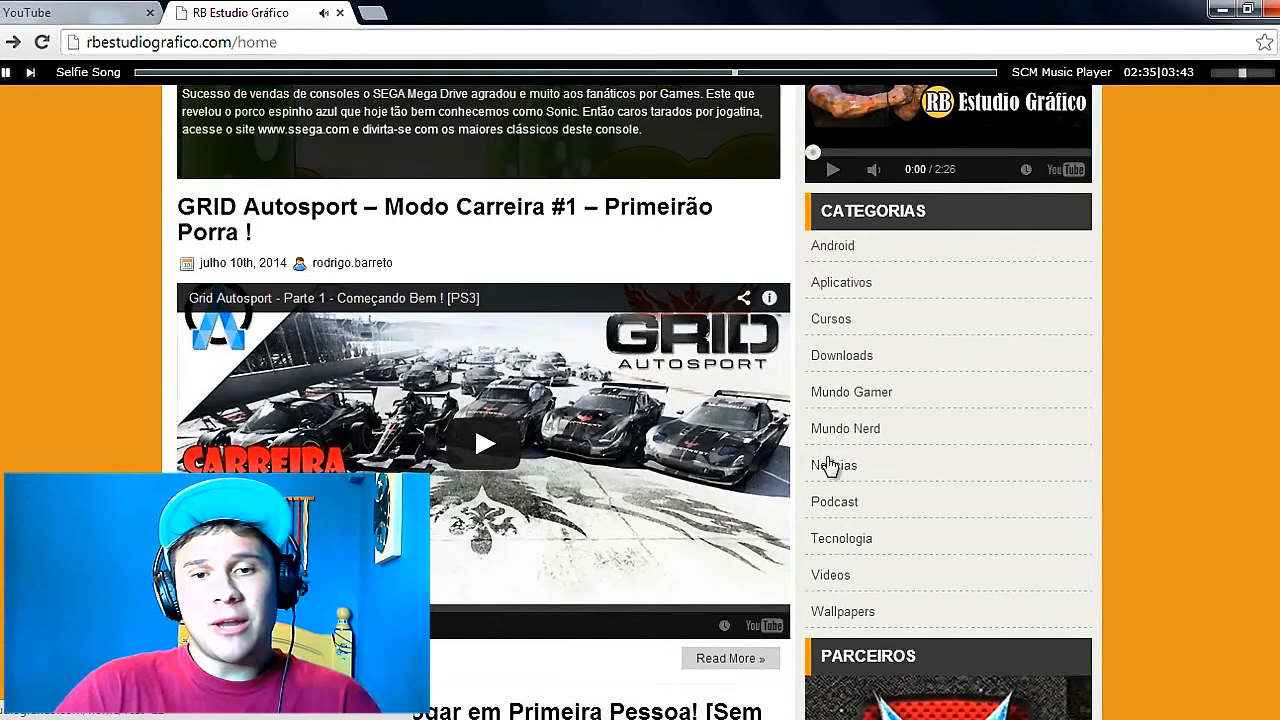 YouTube
RB Estudio Gráfico
rbestudiografico.com/home
Selfie Song
SCM Music Player
02:35|03:43
Sucesso de vendas de consoles o SEGA Mega Drive agradou e muito aos fanáticos por Games. Este que
revelou o porco espinho azul que hoje tão bem conhecemos como Sonic. Então caros tarados por jogatina,
acesse o site www.ssega.com e divirta-se com os maiores clássicos deste console.
GRID Autosport – Modo Carreira #1 – Primeirão
Porra !
julho 10th, 2014
rodrigo.barreto
Grid Autosport - Parte 1 - Começando Bem ! [PS3]
GRID
AUTOSPORT
CARREIRA
YouTube
Read More »
em Primeira Pessoa! [Sem
RB Estudio Gráfico
0:00 / 2:26
YouTube
CATEGORIAS
Android
Aplicativos
Cursos
Downloads
Mundo Gamer
Mundo Nerd
Podcast
Tecnologia
Videos
Wallpapers
PARCEIROS